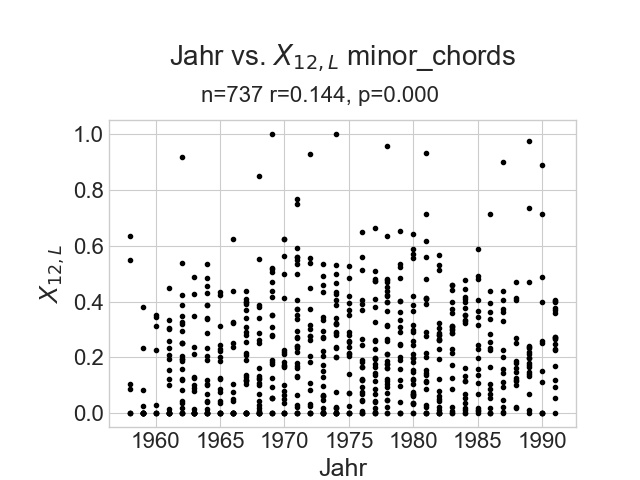 Jahr vs. X12, L minor_chords
n=737 r=0.144, p=0.000
1.0
0.8
0.6
0.4
0.2
0.0
X12, L
1960 1965 1970 1975 1980 1985 1990
Jahr